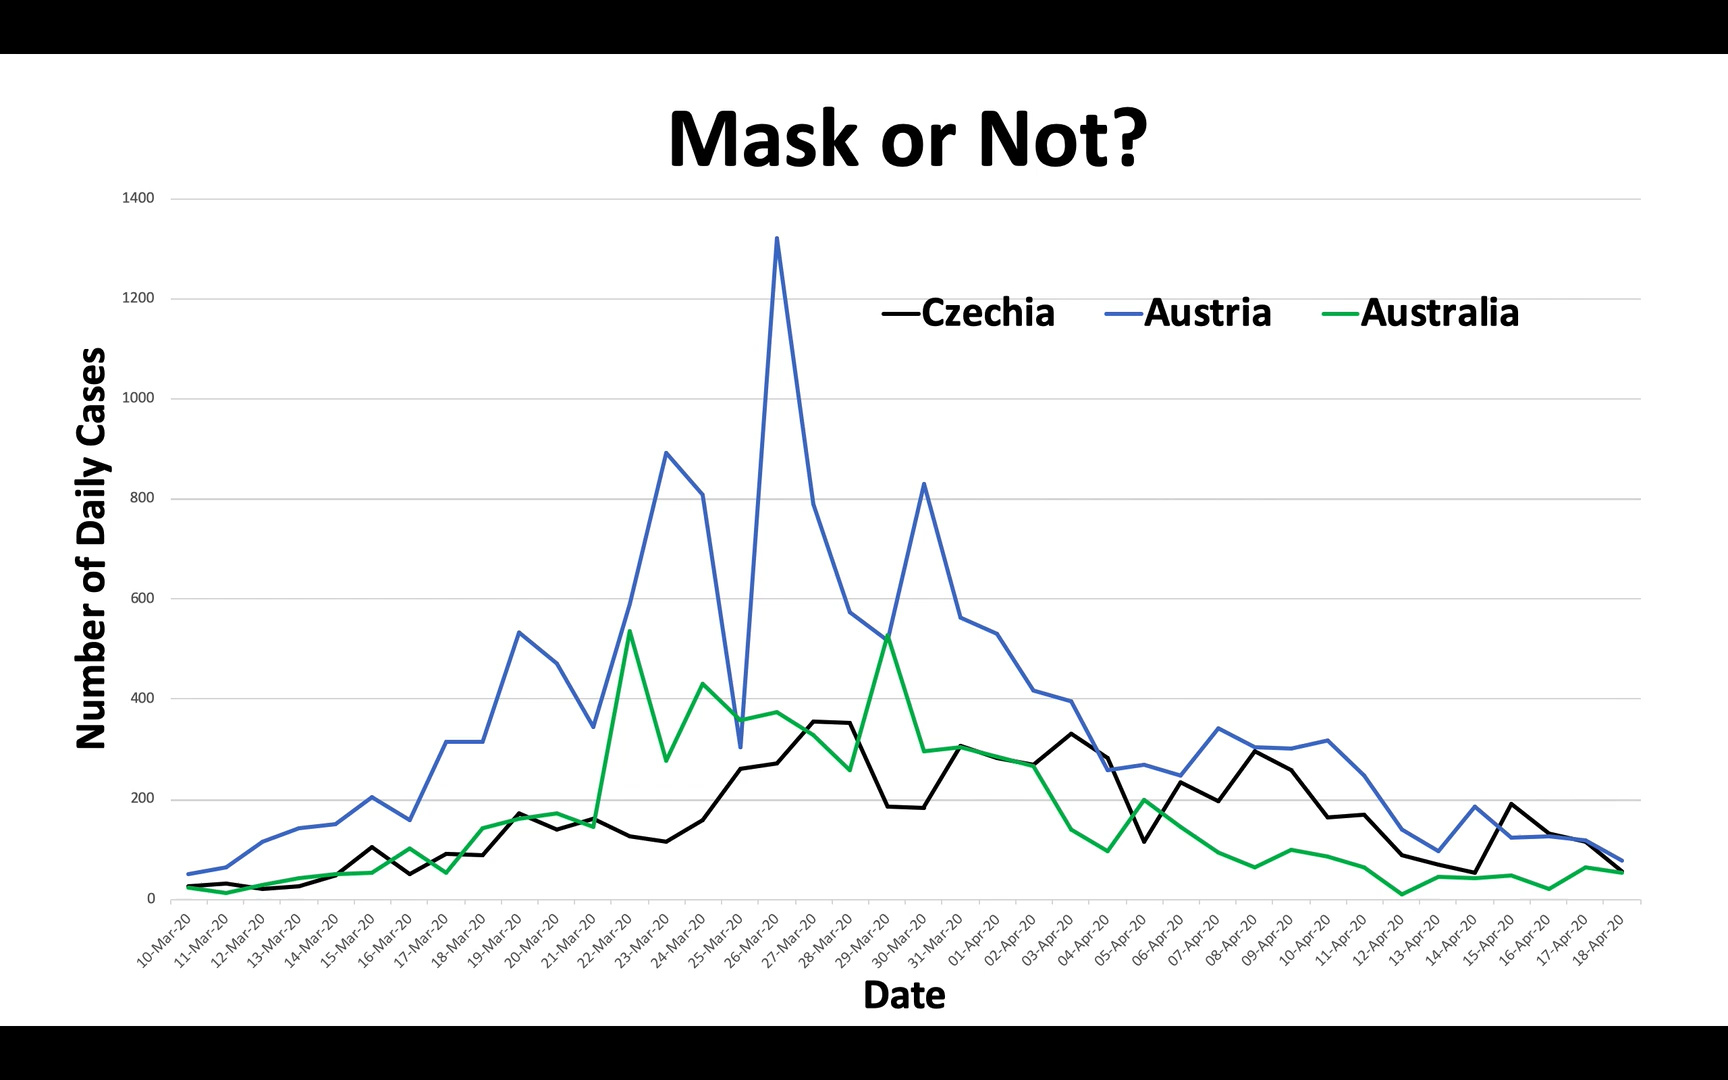 Mask or Not?
1400
1200
1000
800
600
400
200
0
Number of Daily Cases
Czechia Austria Australia
10-Mar-20 11-Mar-20 12-Mar-20 13-Mar-20 14-Mar-20 15-Mar-20 16-Mar-20 17-Mar-20 18-Mar-20 19-Mar-20 20-Mar-20 21-Mar-20 22-Mar-20 23-Mar-20 24-Mar-20 25-Mar-20 26-Mar-20 27-Mar-20 28-Mar-20 29-Mar-20 30-Mar-20 31-Mar-20 01-Apr-20 02-Apr-20 03-Apr-20 04-Apr-20 05-Apr-20 06-Apr-20 07-Apr-20 08-Apr-20 09-Apr-20 10-Apr-20 11-Apr-20 12-Apr-20 13-Apr-20 14-Apr-20 15-Apr-20 16-Apr-20 17-Apr-20 18-Apr-20
Date